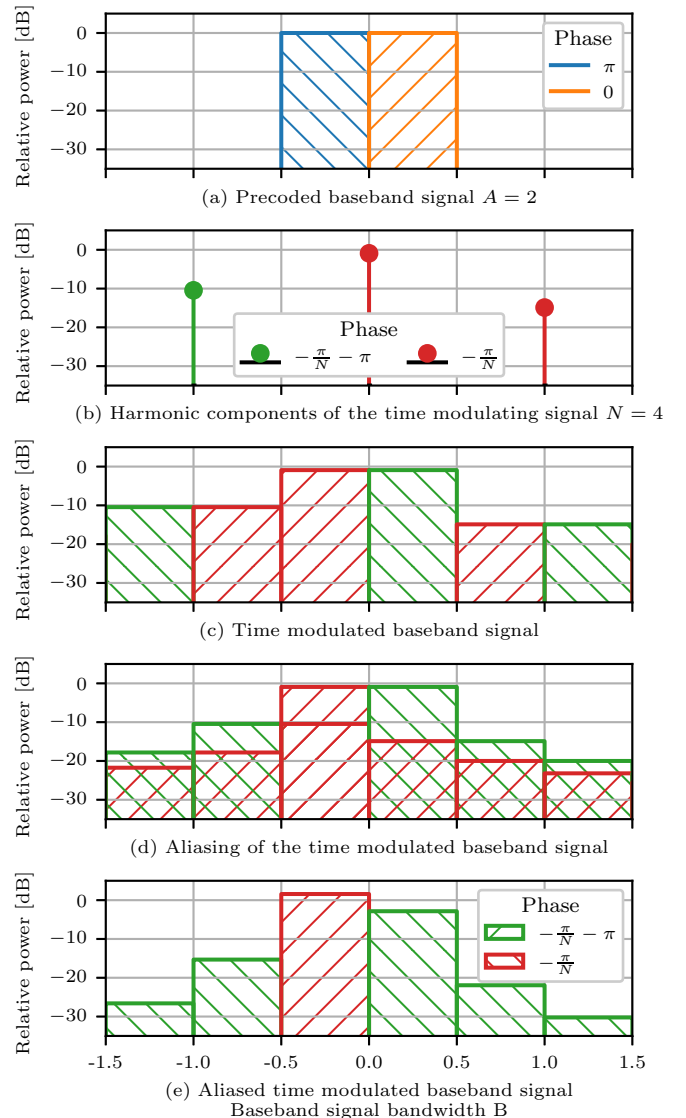 Relative power [dB]
0
−10
−20
−30
Phase
π
0
(a) Precoded baseband signal A = 2
Relative power [dB]
0
−10
−20
−30
Phase
−π/N − π
−π/N
(b) Harmonic components of the time modulating signal N = 4
Relative power [dB]
0
−10
−20
−30
(c) Time modulated baseband signal
Relative power [dB]
0
−10
−20
−30
(d) Aliasing of the time modulated baseband signal
Relative power [dB]
0
−10
−20
−30
Phase
−π/N − π
−π/N
-1.5 -1.0 -0.5 0.0 0.5 1.0 1.5
(e) Aliased time modulated baseband signal
Baseband signal bandwidth B